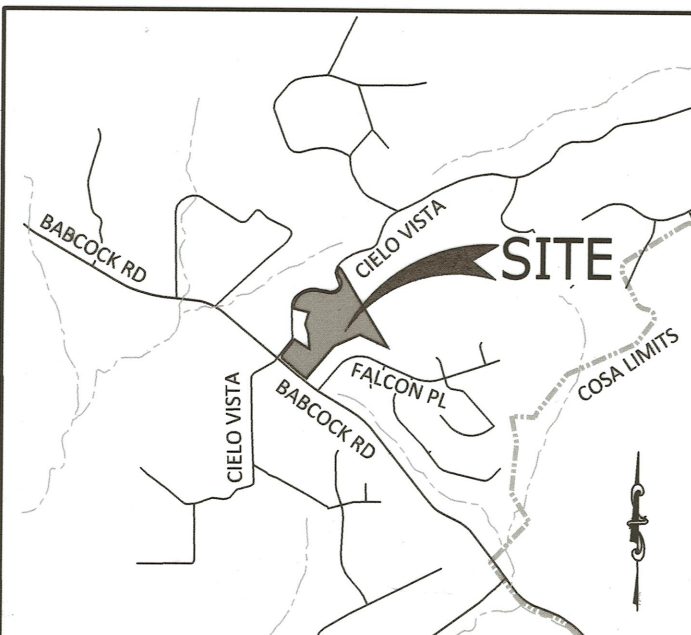 BABCOCK RD
CIELO VISTA
SITE
COSA LIMITS
FALCON PL
CIELO VISTA
BABCOCK RD